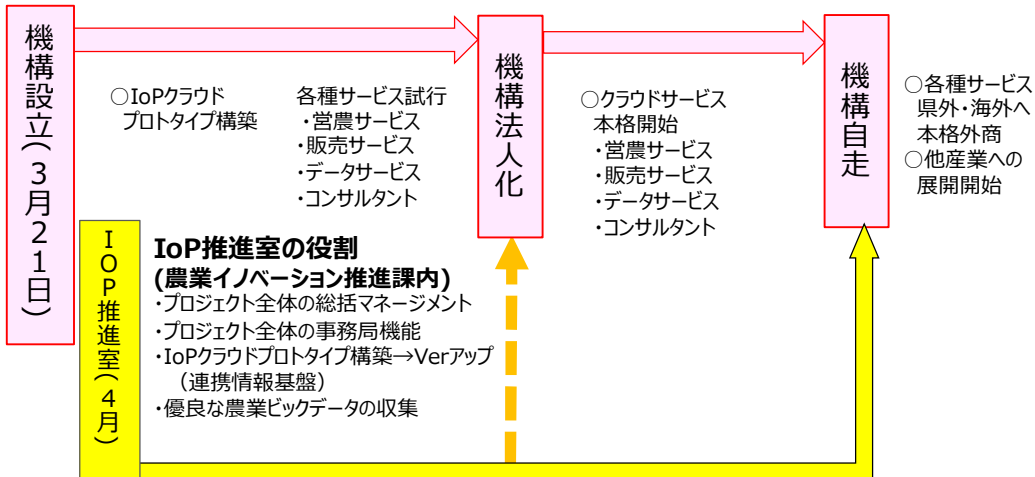 機構設立(3月21日)
○IoPクラウド
プロトタイプ構築
各種サービス試行
・営農サービス
・販売サービス
・データサービス
・コンサルタント
機構法人化
○クラウドサービス
本格開始
・営農サービス
・販売サービス
・データサービス
・コンサルタント
機構自走
○各種サービス
県外・海外へ
本格外商
○他産業への
展開開始
IOP推進室(4月)
IoP推進室の役割
(農業イノベーション推進課内)
・プロジェクト全体の総括マネージメント
・プロジェクト全体の事務局機能
・IoPクラウドプロトタイプ構築→Verアップ
（連携情報基盤）
・優良な農業ビックデータの収集